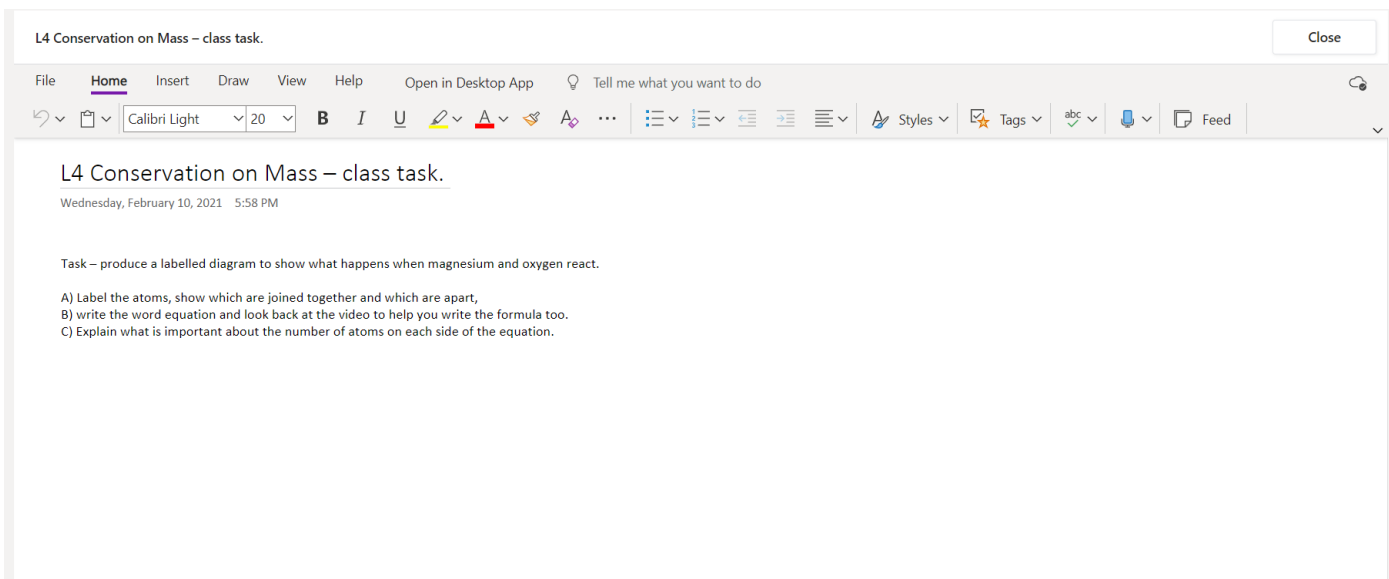 L4 Conservation on Mass – class task.
Close
File Home Insert Draw View Help Open in Desktop App Tell me what you want to do
Calibri Light 20 B I U A A ... 1 2 3 A Styles Tags abc Feed
L4 Conservation on Mass – class task.
Wednesday, February 10, 2021 5:58 PM
Task – produce a labelled diagram to show what happens when magnesium and oxygen react.
A) Label the atoms, show which are joined together and which are apart,
B) write the word equation and look back at the video to help you write the formula too.
C) Explain what is important about the number of atoms on each side of the equation.